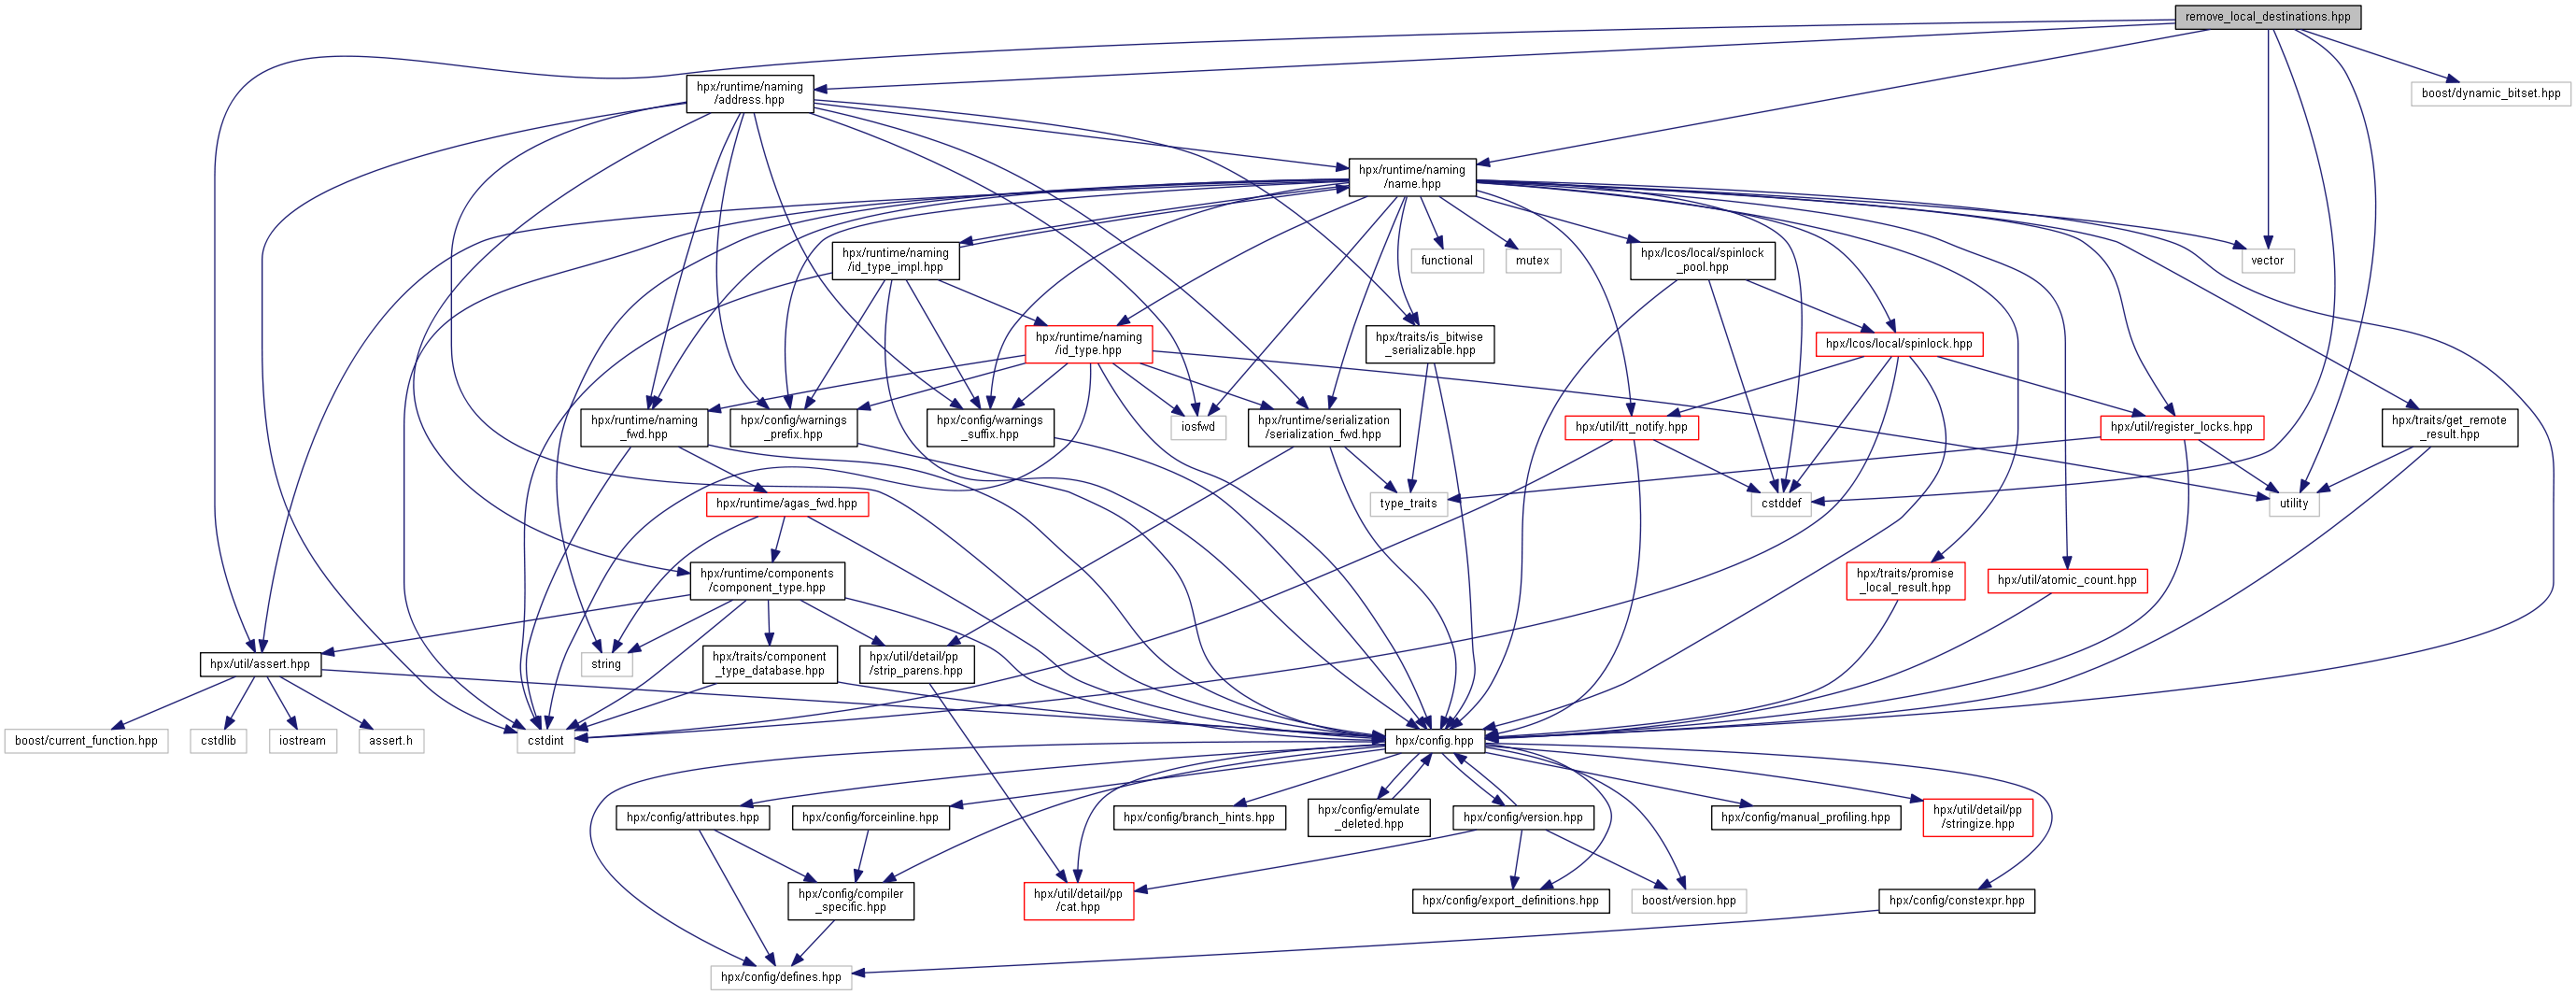 remove_local_destinations.hpp
hpx/runtime/naming
/address.hpp
boost/dynamic_bitset.hpp
hpx/runtime/naming
/name.hpp
hpx/runtime/naming
/id_type_impl.hpp
functional
mutex
hpx/lcos/local/spinlock
_pool.hpp
vector
hpx/runtime/naming
/id_type.hpp
hpx/traits/is_bitwise
_serializable.hpp
hpx/lcos/local/spinlock.hpp
hpx/runtime/naming
_fwd.hpp
hpx/config/warnings
_prefix.hpp
hpx/config/warnings
_suffix.hpp
iosfwd
hpx/runtime/serialization
/serialization_fwd.hpp
hpx/util/itt_notify.hpp
hpx/util/register_locks.hpp
hpx/traits/get_remote
_result.hpp
hpx/runtime/agas_fwd.hpp
type_traits
cstddef
utility
hpx/runtime/components
/component_type.hpp
hpx/traits/promise
_local_result.hpp
hpx/util/atomic_count.hpp
hpx/util/assert.hpp
string
hpx/traits/component
_type_database.hpp
hpx/util/detail/pp
/strip_parens.hpp
boost/current_function.hpp
cstdlib
iostream
assert.h
cstdint
hpx/config.hpp
hpx/config/attributes.hpp
hpx/config/forceinline.hpp
hpx/config/branch_hints.hpp
hpx/config/emulate
_deleted.hpp
hpx/config/version.hpp
hpx/config/manual_profiling.hpp
hpx/util/detail/pp
/stringize.hpp
hpx/config/compiler
_specific.hpp
hpx/util/detail/pp
/cat.hpp
hpx/config/export_definitions.hpp
boost/version.hpp
hpx/config/constexpr.hpp
hpx/config/defines.hpp